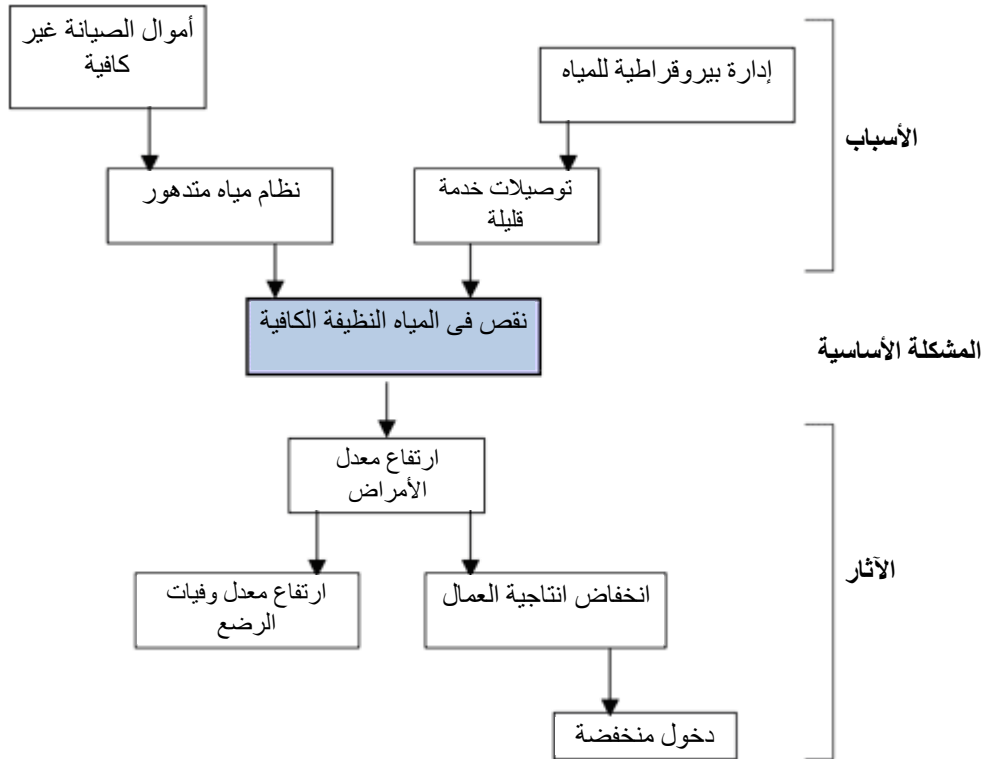 أموال الصيانة غير
كافية
إدارة بيروقراطية للمياه
الأسباب
نظام مياه متدهور
توصيلات خدمة
قليلة
نقص فى المياه النظيفة الكافية
المشكلة الأساسية
ارتفاع معدل
الأمراض
الآثار
انخفاض انتاجية العمال
ارتفاع معدل وفيات
الرضع
دخول منخفضة